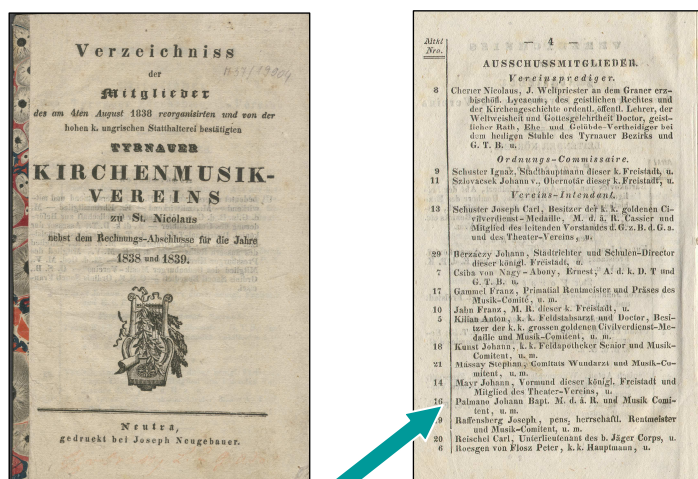 Verzeichniss
der
Mitglieder
des am 4ten August 1838 reorganisirten und von der
hohen k. ungrischen Statthalterei bestätigten
TYRNAUER
KIRCHENMUSIK-
VEREINS
zu St. Nicolaus
nebst dem Rechnungs-Abschlusse für die Jahre
1838 und 1839.
Neutra,
gedruckt bei Joseph Neugebauer.
Aktkl
Nro.
— 4 —
AUSSCHUSSMITGLIEDER.
Vereinsprediger.
8 Cherier Nicolaus, J. Weltpriester an dem Graner erz-
bischöfl. Lyceaum, des geistlichen Rechtes und
der Kirchengeschichte ordentl. öffentl. Lehrer, der
Weltweisheit und Gottesgelehrtheit Doctor, geist-
licher Rath, Ehe und Gelübde-Vertheidiger bei
dem heiligen Stuhle des Tyrnauer Bezirks und
G. T. B. u.
Ordnungs-Commissaire.
9 Schuster Ignaz, Stadthauptmann dieser k. Freistadt, u.
11 Sziovacsek Johann v., Obernotär dieser k. Freistadt, u.
Vereins-Intendant.
13 Schuster Joseph Carl, Besitzer der k. k. goldenen Ci-
vilverdienst-Medaille, M. d. ä. R. Cassier und
Mitglied des leitenden Vorstandes d. G. z. B. d. G. a.
und des Theater-Vereins, u.
29 Berzaczy Johann, Stadtrichter und Schulen-Director
dieser königl. Freistadt, u.
7 Csiba von Nagy-Abony, Ernest, A. d. k. D. T und
G. T. B. u.
17 Gammel Franz, Primatial Rentmeister und Präses des
Musik-Comité, u. m.
10 Jahn Franz, M. R. dieser k. Freistadt, u.
5 Kilian Anton, k. k. Feldstabsarzt und Doctor, Besi-
tzer der k. k. grossen goldenen Civilverdienst-Me-
daille und Musik-Comitent, u. m.
18 Kunst Johann, k. k. Feldapotheker Senior und Musik-
Comitent, u. m.
21 Massay Stephan, Comitats Wundarzt und Musik-Co-
mitent, u. m.
14 Mayr Johann, Vormund dieser königl. Freistadt und
Mitglied des Theater-Vereins, u.
16 Palmano Johann Bapt. M. d. ä. R. und Musik Comi-
tent, u. m.
Raffensberg Joseph, pens. herrschaftl. Rentmeister
und Musik-Comitent, u. m.
20 Reischel Carl, Unterlieutenant des b. Jäger Corps, u.
6 Roesgen von Flosz Peter, k. k. Hauptmann, u.